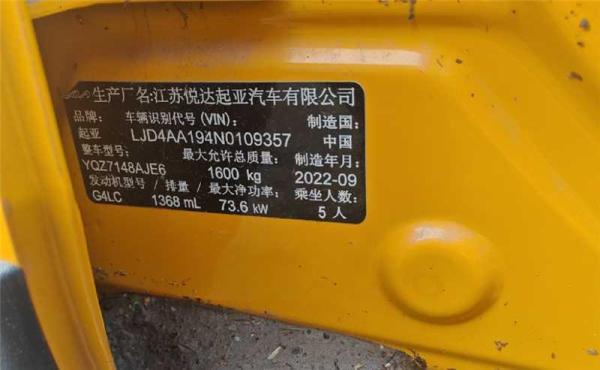 生产厂名:江苏悦达起亚汽车有限公司
品牌: 车辆识别代号(VIN): 制造国:
起亚 LJD4AA194N0109357 中国
整车型号: 最大允许总质量: 制造年月:
YQZ7148AJE6 1600 kg 2022-09
发动机型号 / 排量 / 最大净功率: 乘坐人数:
G4LC 1368 mL 73.6 kW 5 人